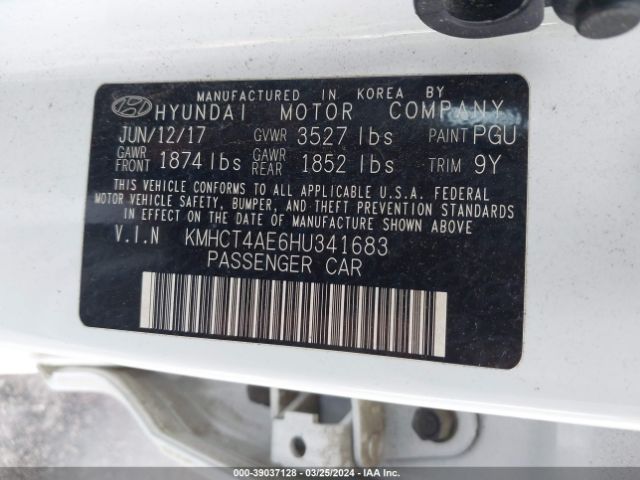 MANUFACTURED IN KOREA BY
HYUNDAI MOTOR COMPANY
JUN/12/17 GVWR 3527 lbs PAINT PGU
GAWR FRONT 1874 lbs GAWR REAR 1852 lbs TRIM 9Y
THIS VEHICLE CONFORMS TO ALL APPLICABLE U.S.A. FEDERAL
MOTOR VEHICLE SAFETY, BUMPER, AND THEFT PREVENTION STANDARDS
IN EFFECT ON THE DATE OF MANUFACTURE SHOWN ABOVE.
V.I.N KMHCT4AE6HU341683
PASSENGER CAR
000-39037128 - 03/25/2024 - IAA Inc.